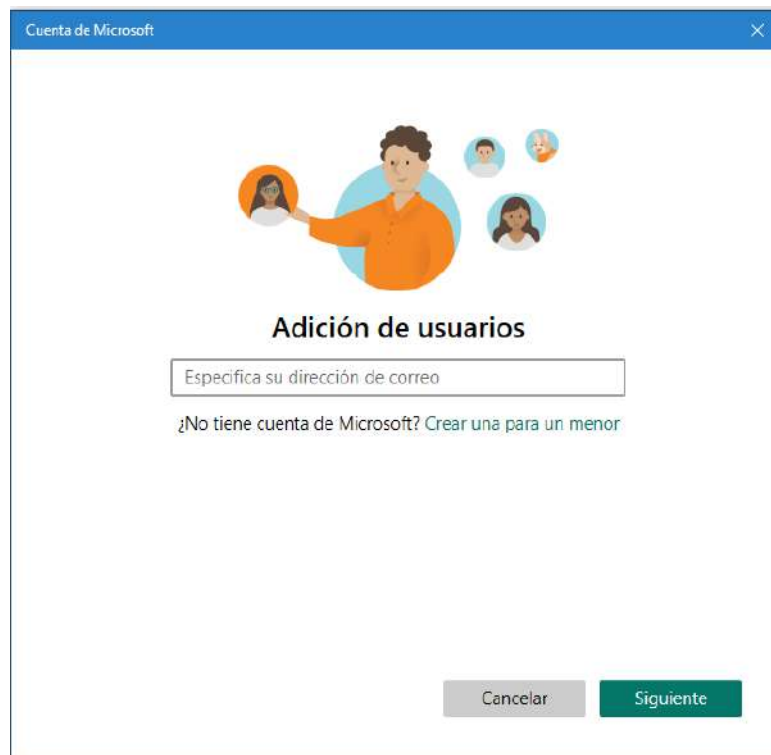 Cuenta de Microsoft
Adición de usuarios
Especifica su dirección de correo
¿No tiene cuenta de Microsoft? Crear una para un menor
Cancelar
Siguiente